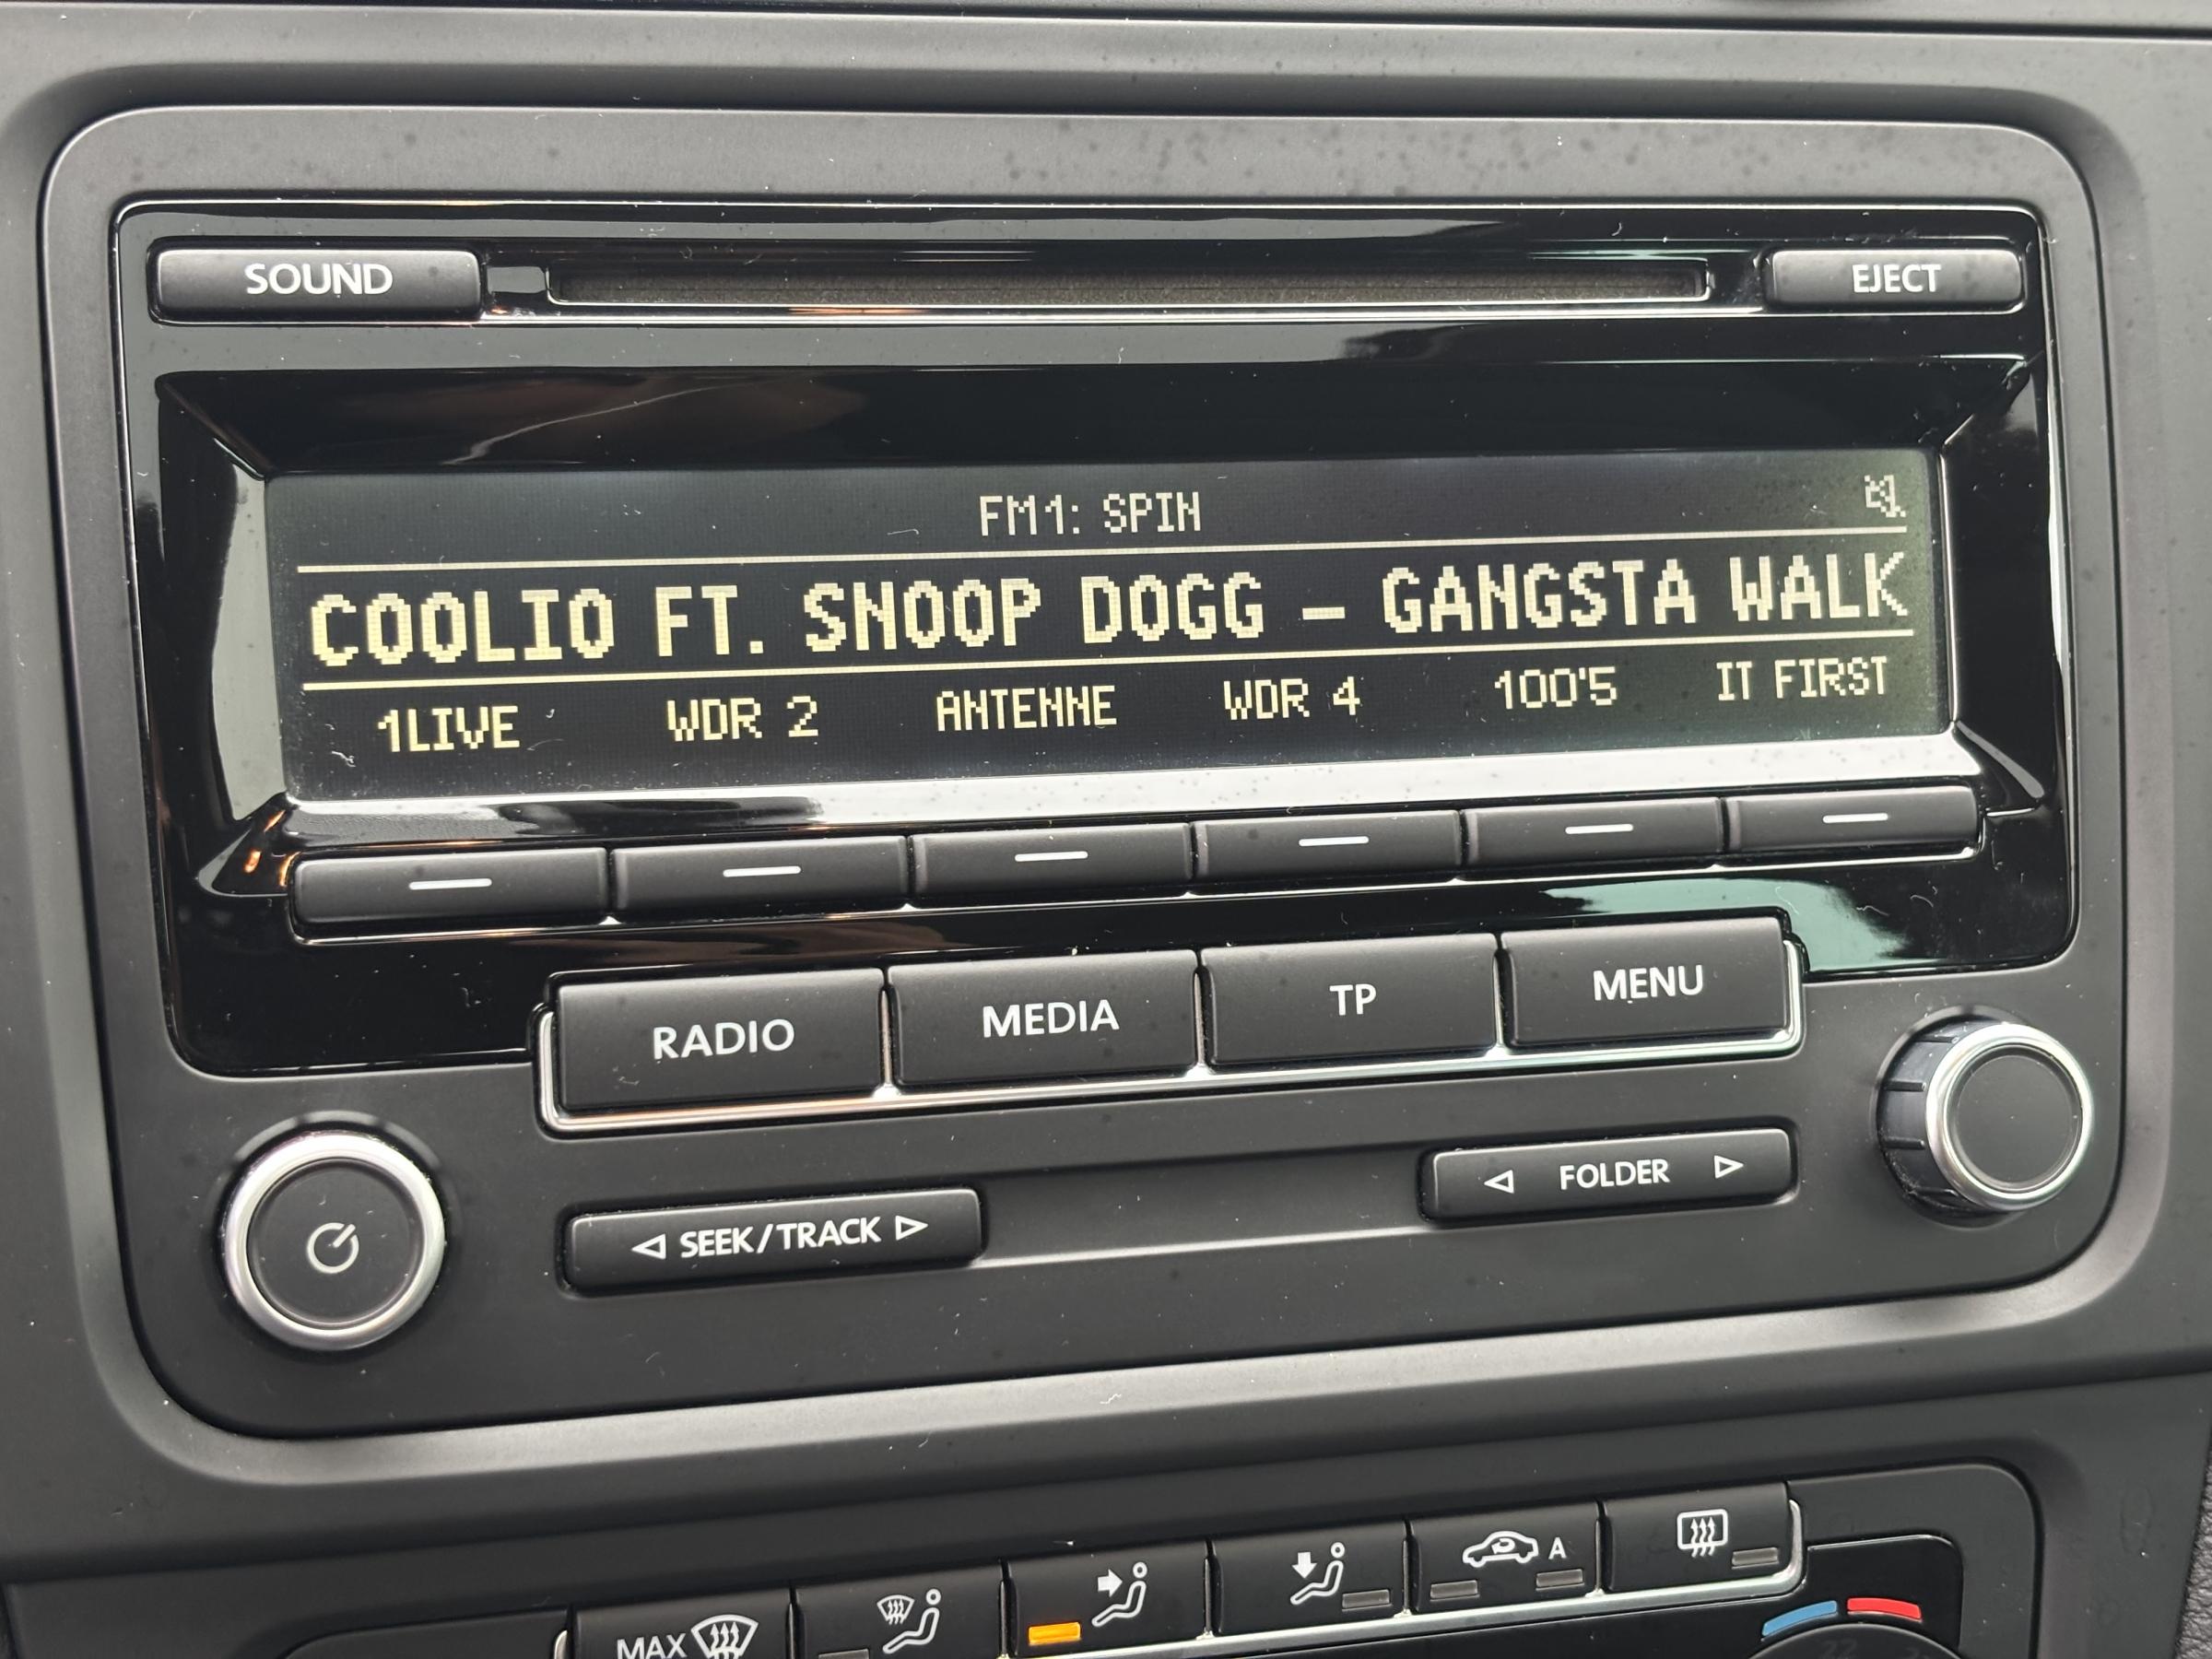 SOUND EJECT
FM1: SPIN
COOLIO FT. SNOOP DOGG – GANGSTA WALK
1LIVE WDR 2 ANTENNE WDR 4 100'5 IT FIRST
RADIO MEDIA TP MENU
SEEK/TRACK FOLDER
A
MAX
22